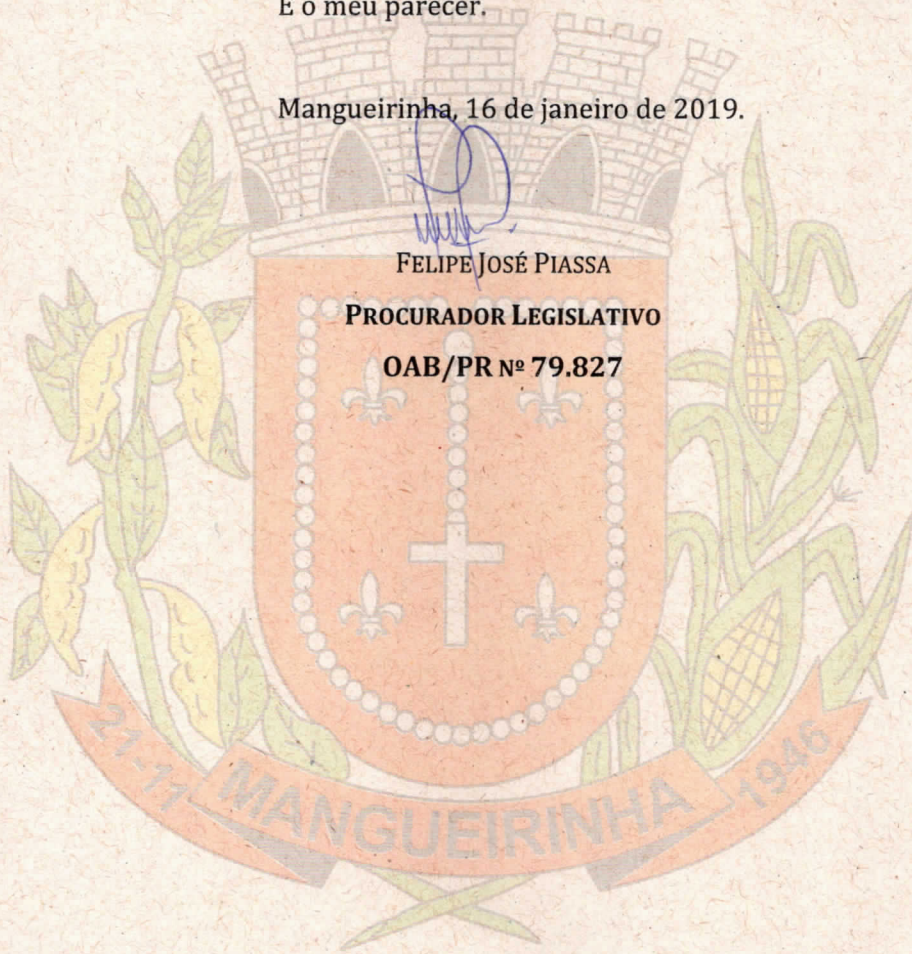 É o meu parecer.
Mangueirinha, 16 de janeiro de 2019.
FELIPE JOSÉ PIASSA
PROCURADOR LEGISLATIVO
OAB/PR Nº 79.827
21-11 MANGUEIRINHA 1946